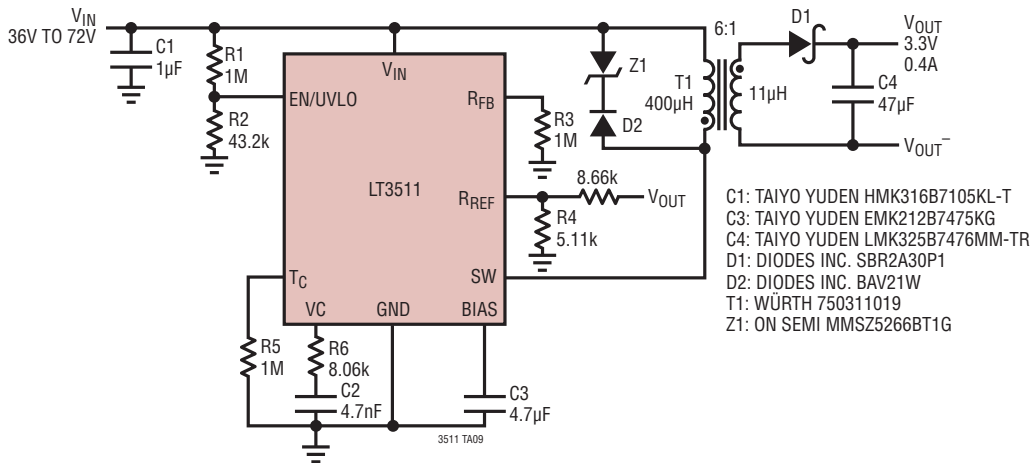 VIN
36V TO 72V
C1
1µF
R1
1M
R2
43.2k
EN/UVLO
VIN
RFB
LT3511
RREF
SW
TC
VC
GND
BIAS
Z1
D2
R3
1M
8.66k
VOUT
R4
5.11k
T1
400µH
6:1
11µH
D1
VOUT
3.3V
0.4A
C4
47µF
VOUT–
R5
1M
R6
8.06k
C2
4.7nF
C3
4.7µF
3511 TA09
C1: TAIYO YUDEN HMK316B7105KL-T
C3: TAIYO YUDEN EMK212B7475KG
C4: TAIYO YUDEN LMK325B7476MM-TR
D1: DIODES INC. SBR2A30P1
D2: DIODES INC. BAV21W
T1: WÜRTH 750311019
Z1: ON SEMI MMSZ5266BT1G